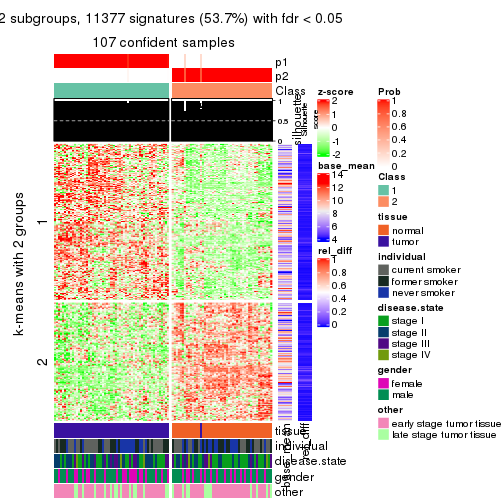 2 subgroups, 11377 signatures (53.7%) with fdr < 0.05
107 confident samples
p1
p2
Class
1
0.5
0
silhouette
score
k-means with 2 groups
1
2
tissue
individual
disease.state
gender
other
base_mean
rel_diff
z-score
2
1
0
-1
-2
base_mean
14
12
10
8
6
4
rel_diff
1
0.8
0.6
0.4
0.2
0
Prob
1
0.8
0.6
0.4
0.2
0
Class
1
2
tissue
normal
tumor
individual
current smoker
former smoker
never smoker
disease.state
stage I
stage II
stage III
stage IV
gender
female
male
other
early stage tumor tissue
late stage tumor tissue